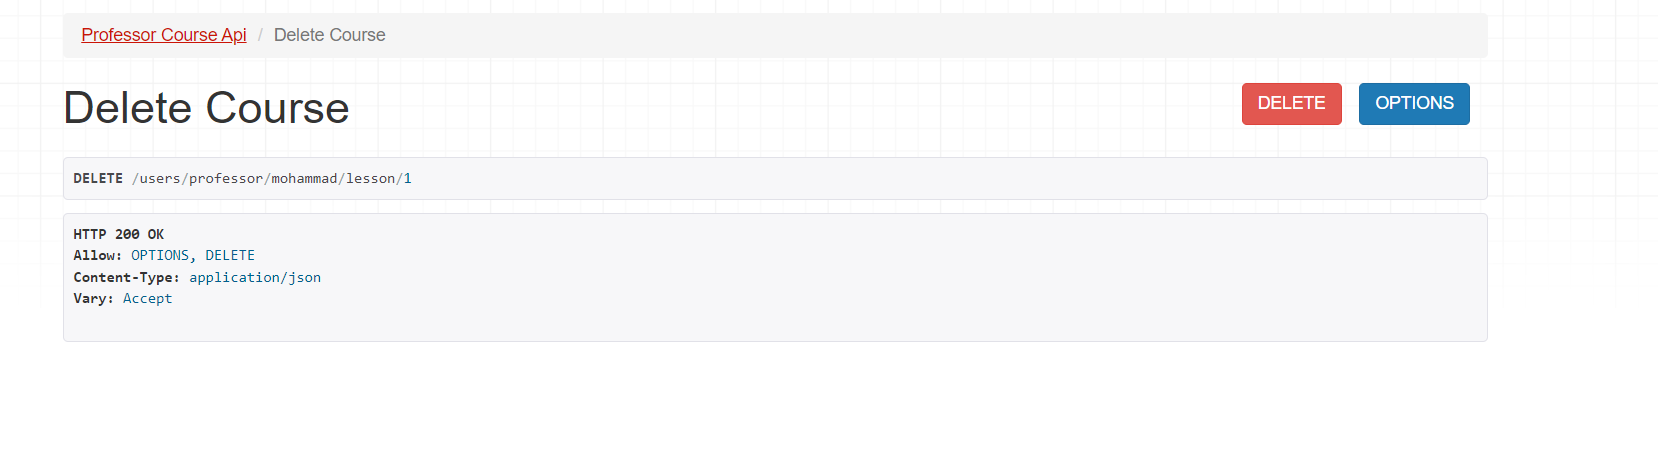 Professor Course Api / Delete Course
Delete Course
DELETE
OPTIONS
DELETE /users/professor/mohammad/lesson/1
HTTP 200 OK
Allow: OPTIONS, DELETE
Content-Type: application/json
Vary: Accept